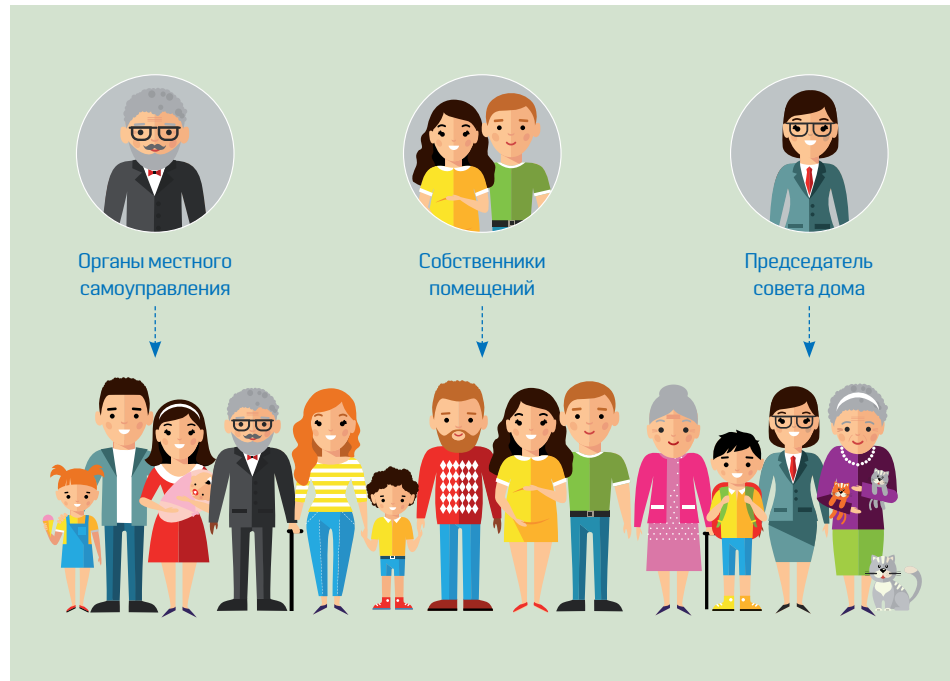 Органы местного
самоуправления
Собственники
помещений
Председатель
совета дома